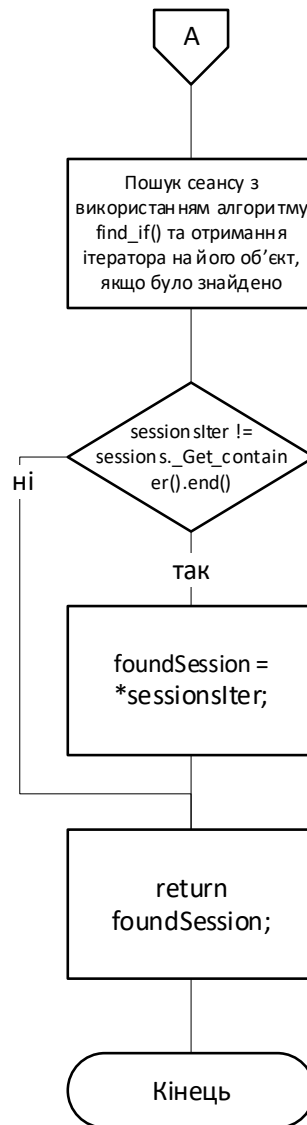 А
Пошук сеансу з
використанням алгоритму
find_if() та отримання
ітератора на його об’єкт,
якщо було знайдено
sessionsIter !=
sessions._Get_contain
er().end()
ні
так
foundSession =
*sessionsIter;
return
foundSession;
Кінець